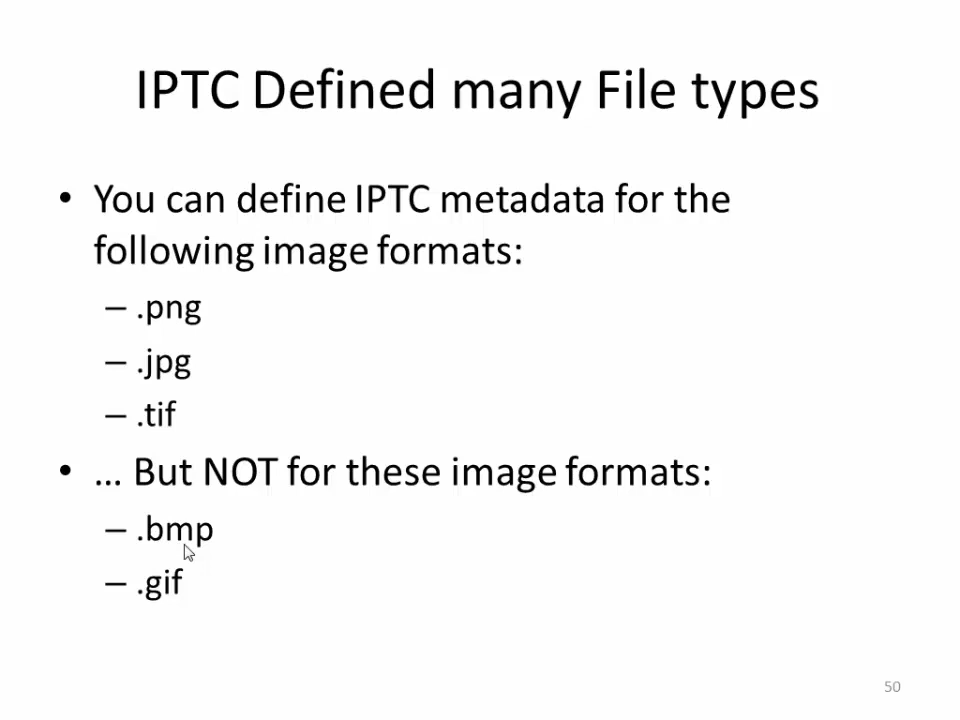 IPTC Defined many File types
• You can define IPTC metadata for the
following image formats:
– .png
– .jpg
– .tif
• … But NOT for these image formats:
– .bmp
– .gif
50